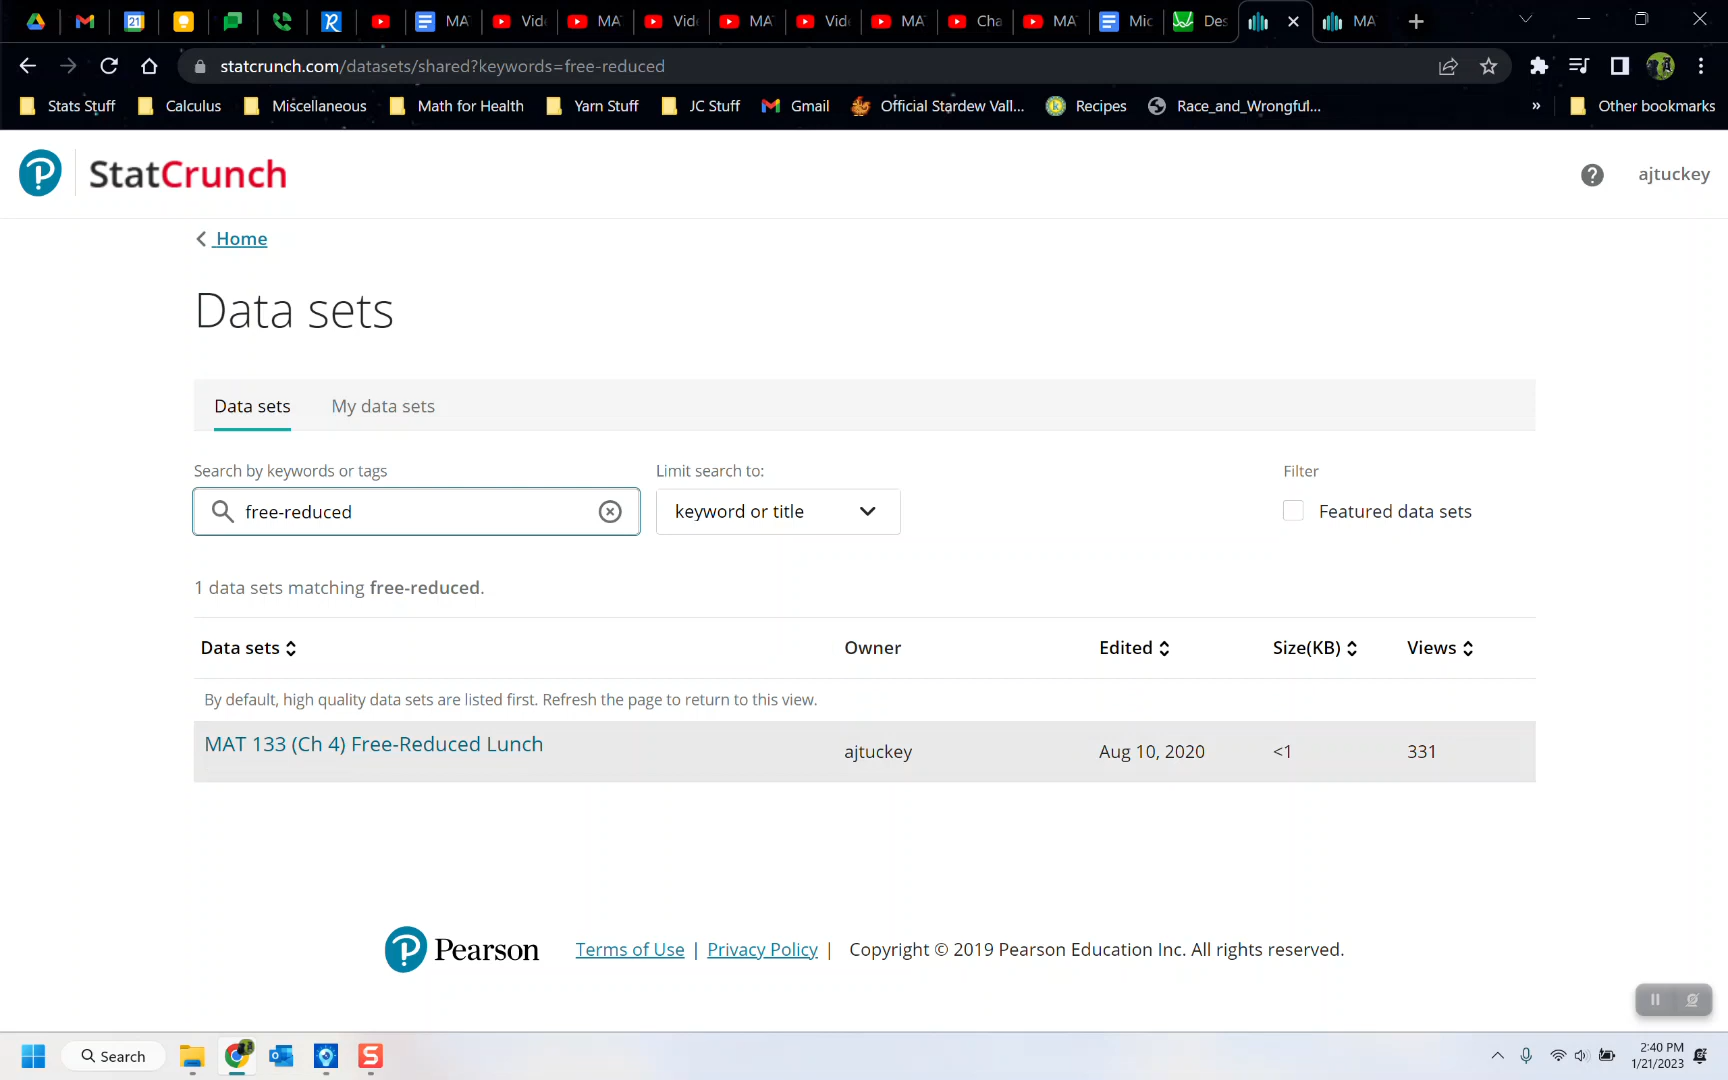 21
MA
Vid
MA
Vid
MA
Vid
MA
Cha
MA
Mic
Des
MA
statcrunch.com/datasets/shared?keywords=free-reduced
Stats Stuff
Calculus
Miscellaneous
Math for Health
Yarn Stuff
JC Stuff
Gmail
Official Stardew Vall...
Recipes
Race_and_Wrongful...
»
Other bookmarks
StatCrunch
ajtuckey
Home
Data sets
Data sets
My data sets
Search by keywords or tags
Limit search to:
Filter
free-reduced
keyword or title
Featured data sets
1 data sets matching free-reduced.
Data sets
Owner
Edited
Size(KB)
Views
By default, high quality data sets are listed first. Refresh the page to return to this view.
MAT 133 (Ch 4) Free-Reduced Lunch
ajtuckey
Aug 10, 2020
<1
331
Pearson
Terms of Use | Privacy Policy | Copyright © 2019 Pearson Education Inc. All rights reserved.
Search
2:40 PM
1/21/2023